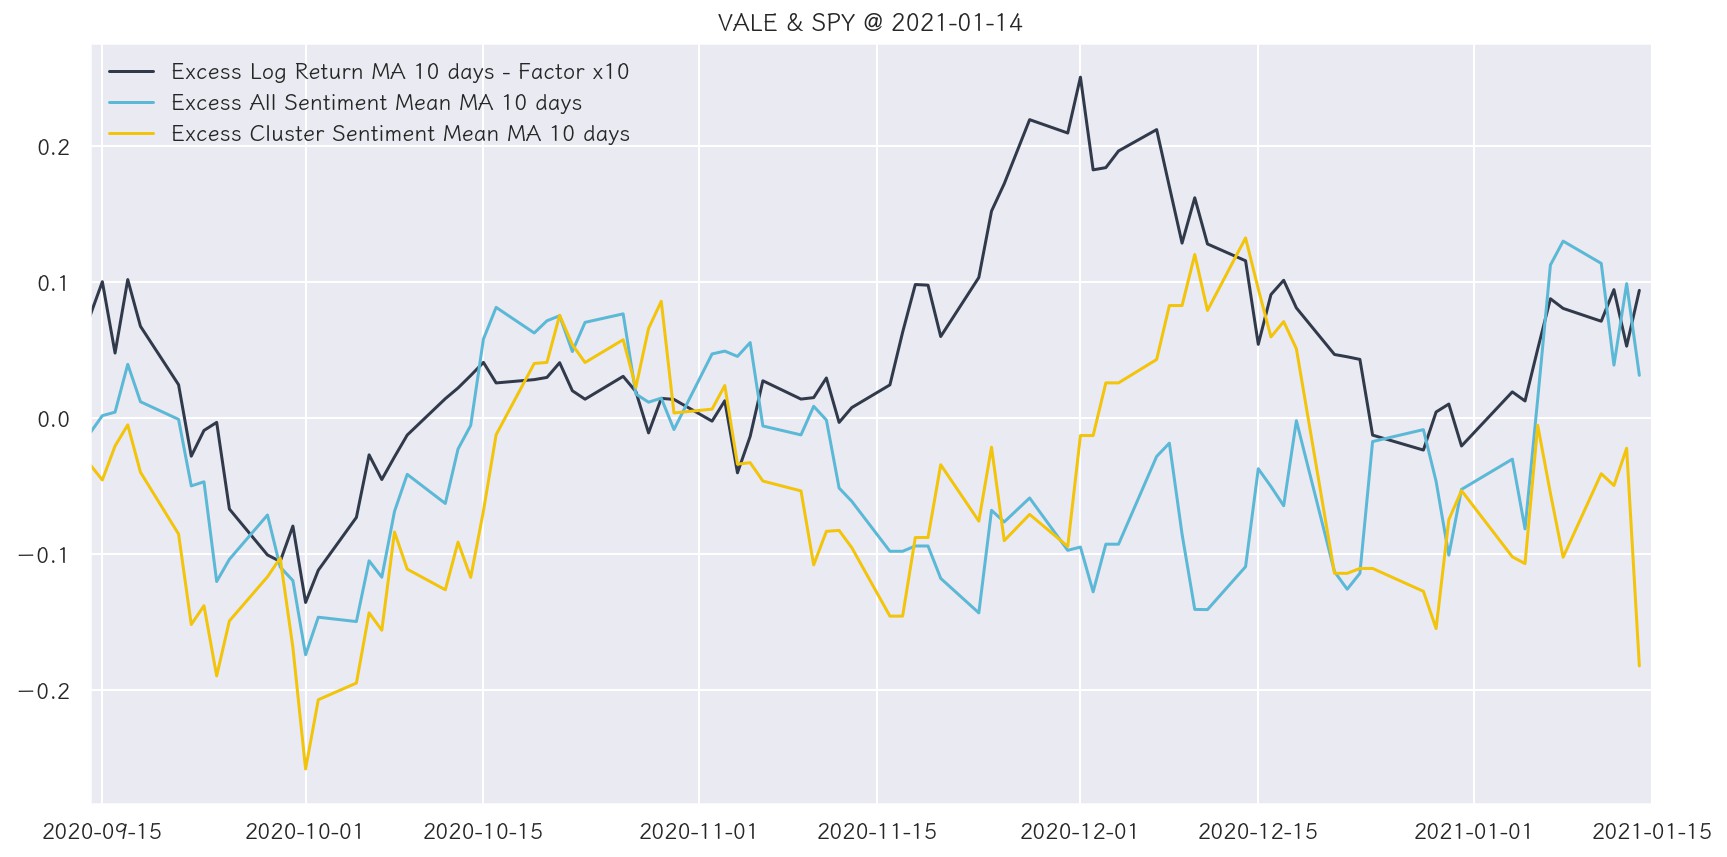 VALE & SPY @ 2021-01-14
Excess Log Return MA 10 days - Factor x10
Excess All Sentiment Mean MA 10 days
Excess Cluster Sentiment Mean MA 10 days
0.2
0.1
0.0
−0.1
−0.2
2020-09-15 2020-10-01 2020-10-15 2020-11-01 2020-11-15 2020-12-01 2020-12-15 2021-01-01 2021-01-15